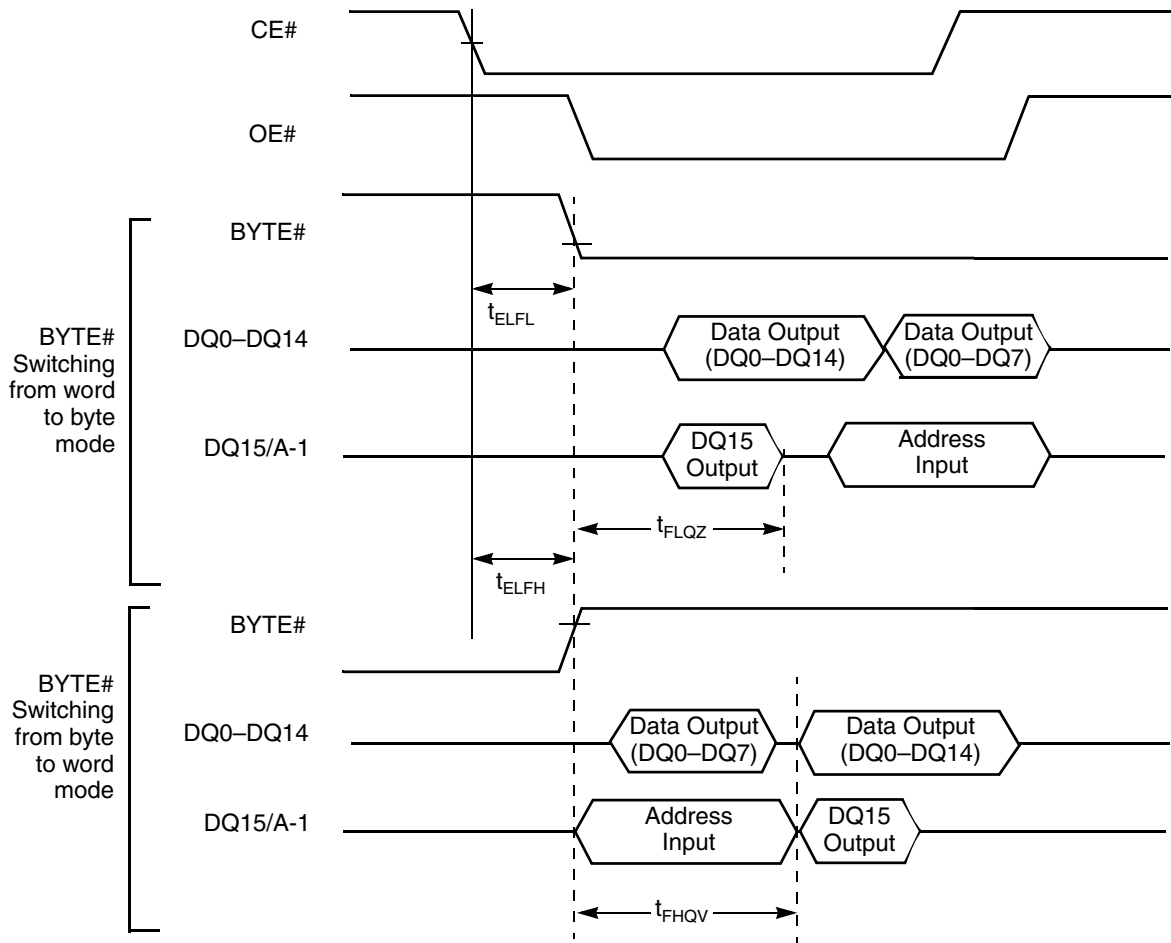 CE#
OE#
BYTE#
tELFL
BYTE#
Switching
from word
to byte
mode
DQ0–DQ14
Data Output
(DQ0–DQ14)
Data Output
(DQ0–DQ7)
DQ15/A-1
DQ15
Output
Address
Input
tFLQZ
tELFH
BYTE#
BYTE#
Switching
from byte
to word
mode
DQ0–DQ14
Data Output
(DQ0–DQ7)
Data Output
(DQ0–DQ14)
DQ15/A-1
Address
Input
DQ15
Output
tFHQV